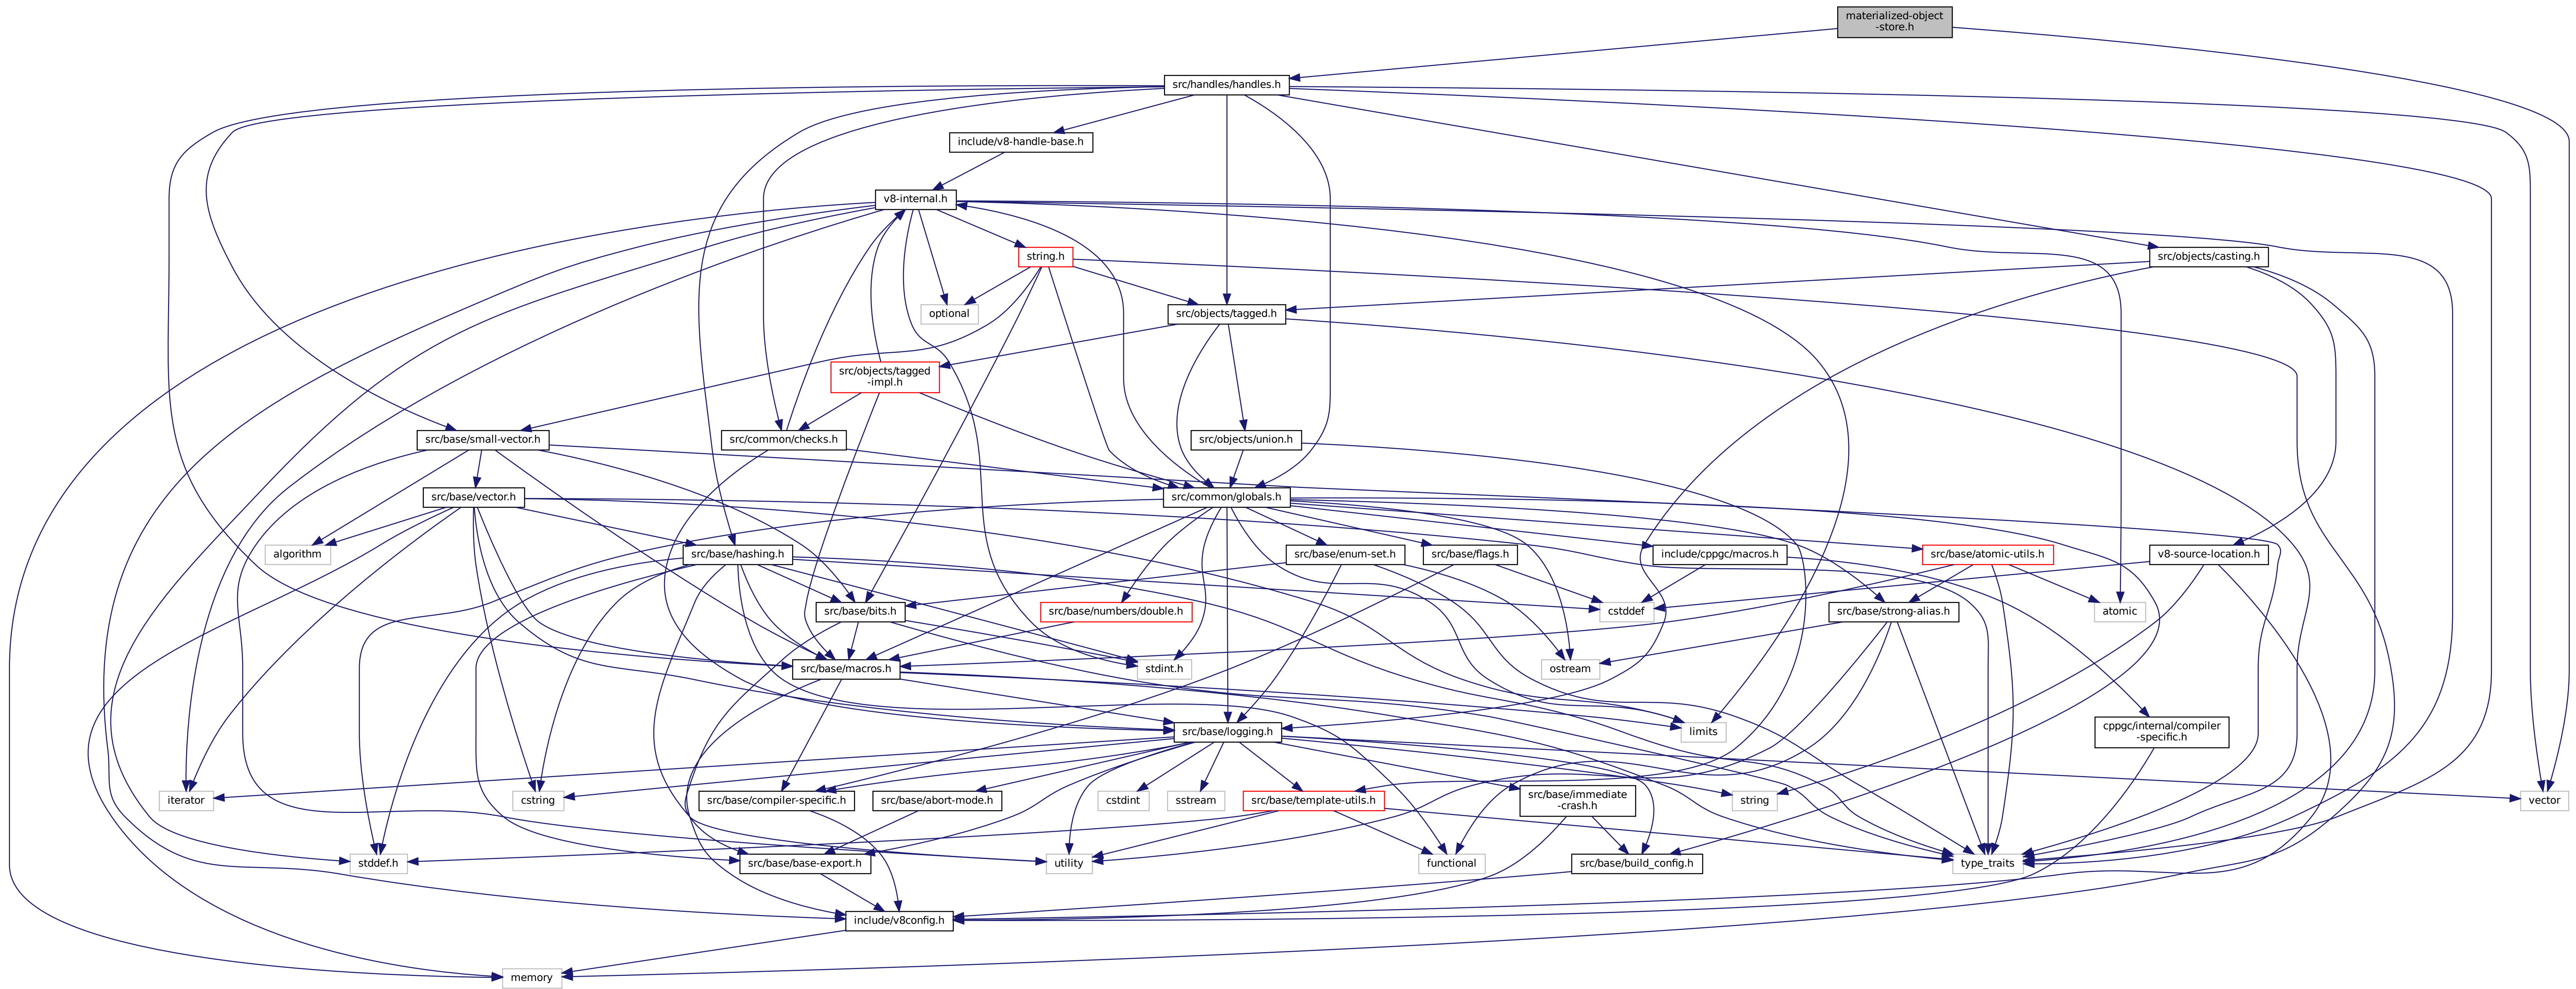 materialized-object
-store.h
src/handles/handles.h
include/v8-handle-base.h
v8-internal.h
string.h
src/objects/casting.h
optional
src/objects/tagged.h
src/objects/tagged
-impl.h
src/base/small-vector.h
src/common/checks.h
src/objects/union.h
src/base/vector.h
src/common/globals.h
algorithm
src/base/hashing.h
src/base/enum-set.h
src/base/flags.h
include/cppgc/macros.h
src/base/atomic-utils.h
v8-source-location.h
src/base/bits.h
src/base/numbers/double.h
cstddef
src/base/strong-alias.h
atomic
src/base/macros.h
stdint.h
ostream
src/base/logging.h
limits
cppgc/internal/compiler
-specific.h
iterator
cstring
src/base/compiler-specific.h
src/base/abort-mode.h
cstdint
sstream
src/base/template-utils.h
src/base/immediate
-crash.h
string
vector
stddef.h
src/base/base-export.h
utility
functional
src/base/build_config.h
type_traits
include/v8config.h
memory